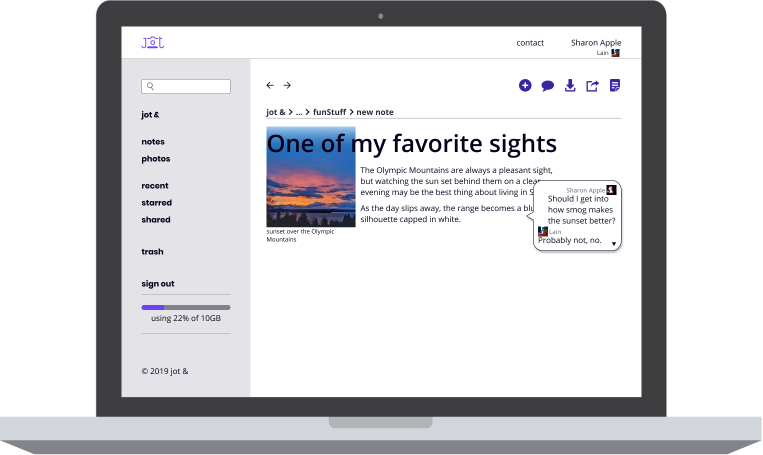 jot
contact
Sharon Apple
Lain
jot &
notes
photos
recent
starred
shared
trash
sign out
using 22% of 10GB
© 2019 jot &
jot & > ... > funStuff > new note
One of my favorite sights
The Olympic Mountains are always a pleasant sight,
but watching the sun set behind them on a clea
evening may be the best thing about living in S
As the day slips away, the range becomes a blu
silhouette capped in white.
sunset over the Olympic
Mountains
Sharon Apple
Should I get into
how smog makes
the sunset better?
Lain
Probably not, no.